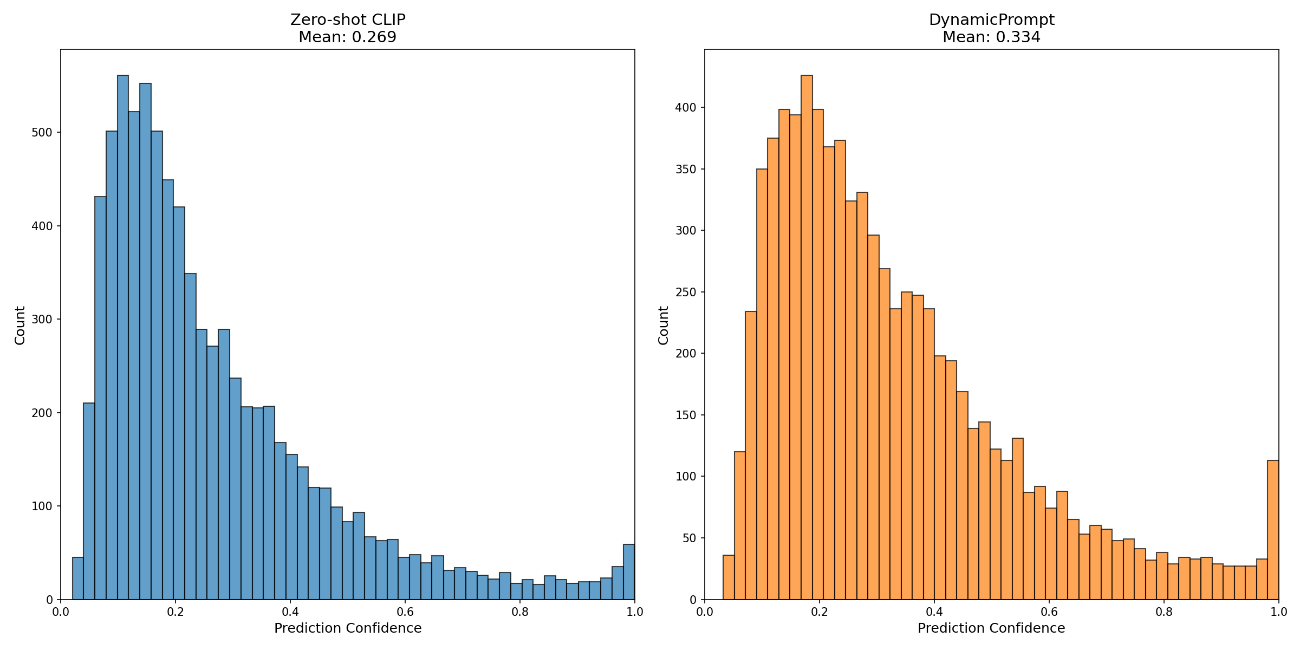 Zero-shot CLIP
Mean: 0.269
Count
500
400
300
200
100
0
0.0 0.2 0.4 0.6 0.8 1.0
Prediction Confidence
DynamicPrompt
Mean: 0.334
Count
400
350
300
250
200
150
100
50
0
0.0 0.2 0.4 0.6 0.8 1.0
Prediction Confidence